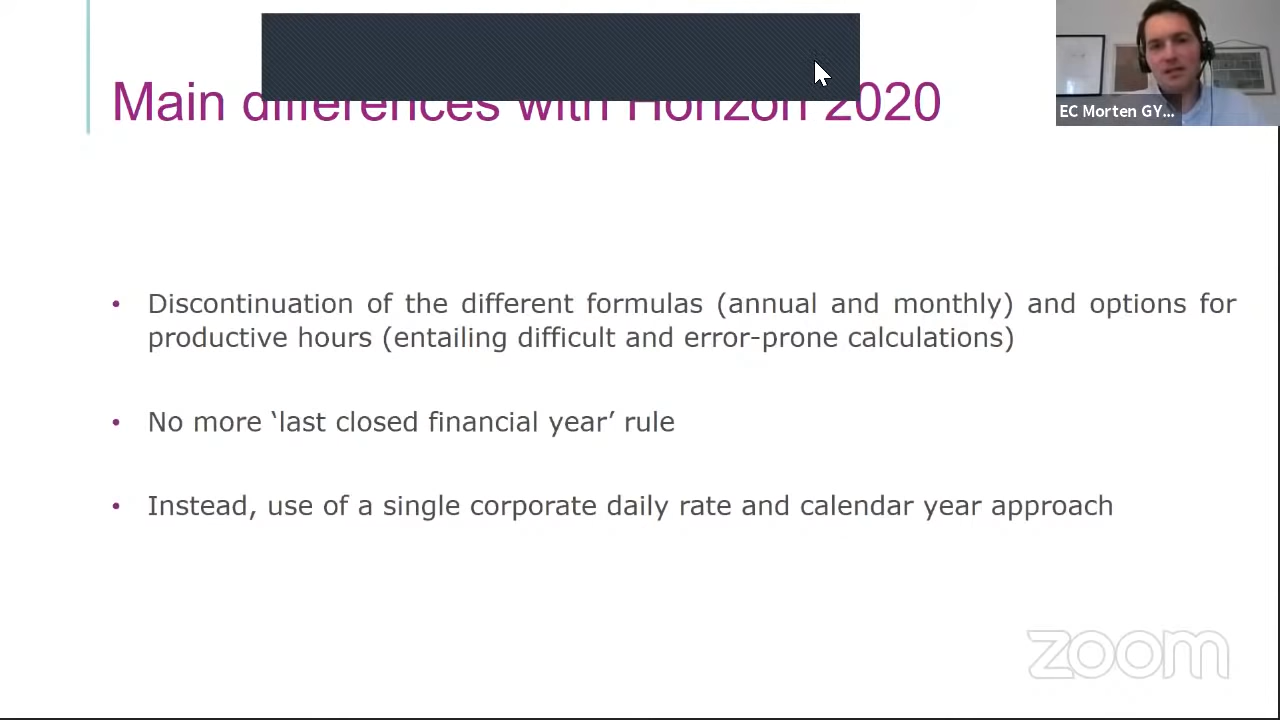 Main differences with Horizon 2020
EC Morten GY...
• Discontinuation of the different formulas (annual and monthly) and options for
productive hours (entailing difficult and error-prone calculations)
• No more ‘last closed financial year’ rule
• Instead, use of a single corporate daily rate and calendar year approach
zoom